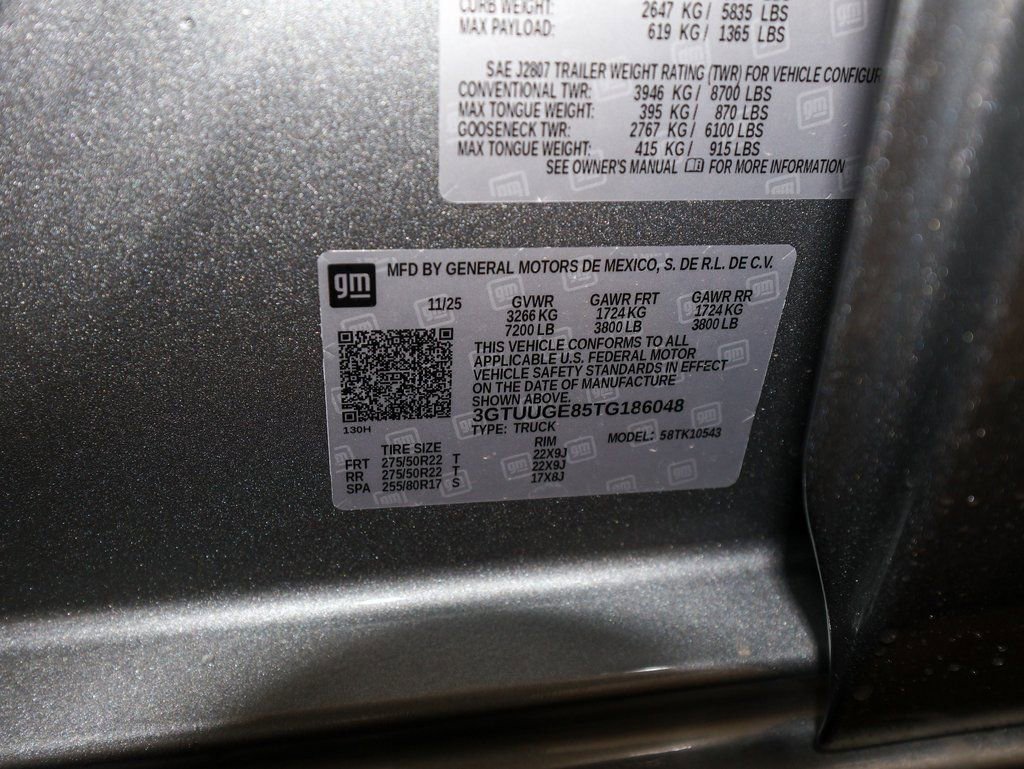 CURB WEIGHT: 2647 KG / 5835 LBS
MAX PAYLOAD: 619 KG / 1365 LBS
SAE J2807 TRAILER WEIGHT RATING (TWR) FOR VEHICLE CONFIGUR
CONVENTIONAL TWR: 3946 KG / 8700 LBS
MAX TONGUE WEIGHT: 395 KG / 870 LBS
GOOSENECK TWR: 2767 KG / 6100 LBS
MAX TONGUE WEIGHT: 415 KG / 915 LBS
SEE OWNER'S MANUAL FOR MORE INFORMATION
gm MFD BY GENERAL MOTORS DE MEXICO, S. DE R.L. DE C.V.
11/25 GVWR GAWR FRT GAWR RR
3266 KG 1724 KG 1724 KG
7200 LB 3800 LB 3800 LB
THIS VEHICLE CONFORMS TO ALL
APPLICABLE U.S. FEDERAL MOTOR
VEHICLE SAFETY STANDARDS IN EFFECT
ON THE DATE OF MANUFACTURE
SHOWN ABOVE.
3GTUUGE85TG186048
130H TYPE: TRUCK MODEL: 58TK10543
TIRE SIZE RIM
FRT 275/50R22 T 22X9J
RR 275/50R22 T 22X9J
SPA 255/80R17 S 17X8J